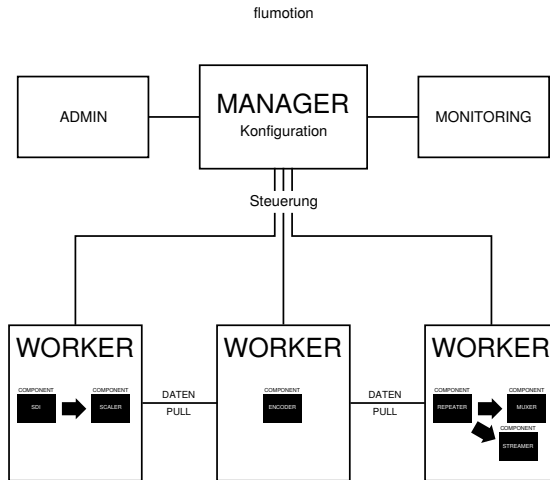 flumotion
ADMIN
MANAGER
Konfiguration
MONITORING
Steuerung
WORKER
COMPONENT
SDI
COMPONENT
SCALER
DATEN
PULL
WORKER
COMPONENT
ENCODER
DATEN
PULL
WORKER
COMPONENT
REPEATER
COMPONENT
MUXER
COMPONENT
STREAMER